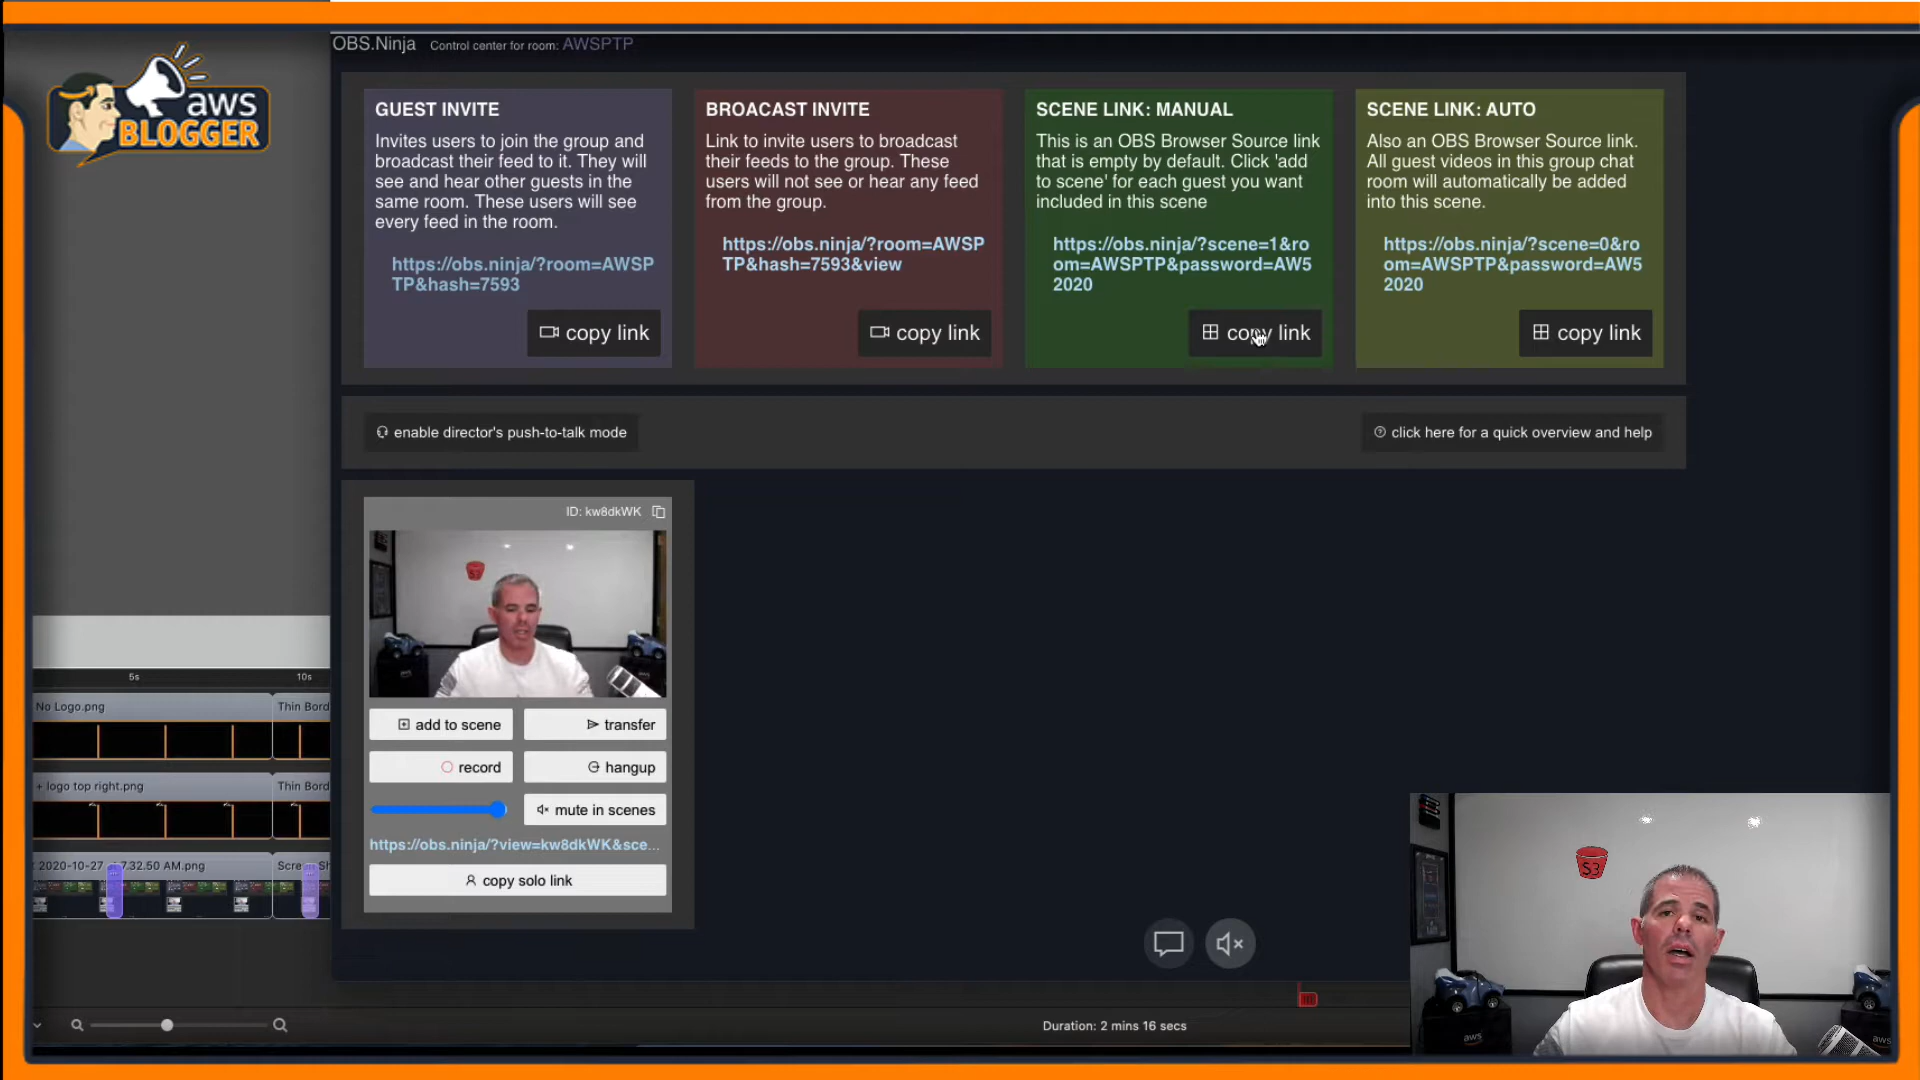 OBS.Ninja Control center for room: AWSPTP
aws
BLOGGER
GUEST INVITE
Invites users to join the group and
broadcast their feed to it. They will
see and hear other guests in the
same room. These users will see
every feed in the room.
https://obs.ninja/?room=AWSP
TP&hash=7593
copy link
BROACAST INVITE
Link to invite users to broadcast
their feeds to the group. These
users will not see or hear any feed
from the group.
https://obs.ninja/?room=AWSP
TP&hash=7593&view
copy link
SCENE LINK: MANUAL
This is an OBS Browser Source link
that is empty by default. Click 'add
to scene' for each guest you want
included in this scene
https://obs.ninja/?scene=1&ro
om=AWSPTP&password=AW5
2020
copy link
SCENE LINK: AUTO
Also an OBS Browser Source link.
All guest videos in this group chat
room will automatically be added
into this scene.
https://obs.ninja/?scene=0&ro
om=AWSPTP&password=AW5
2020
copy link
enable director's push-to-talk mode
click here for a quick overview and help
ID: kw8dkWK
S3
add to scene
transfer
record
hangup
mute in scenes
https://obs.ninja/?view=kw8dkWK&sce...
copy solo link
5s
10s
No Logo.png
Thin Bord
+ logo top right.png
Thin Bord
2020-10-27 7.32.50 AM.png
Duration: 2 mins 16 secs
S3
aws
aws